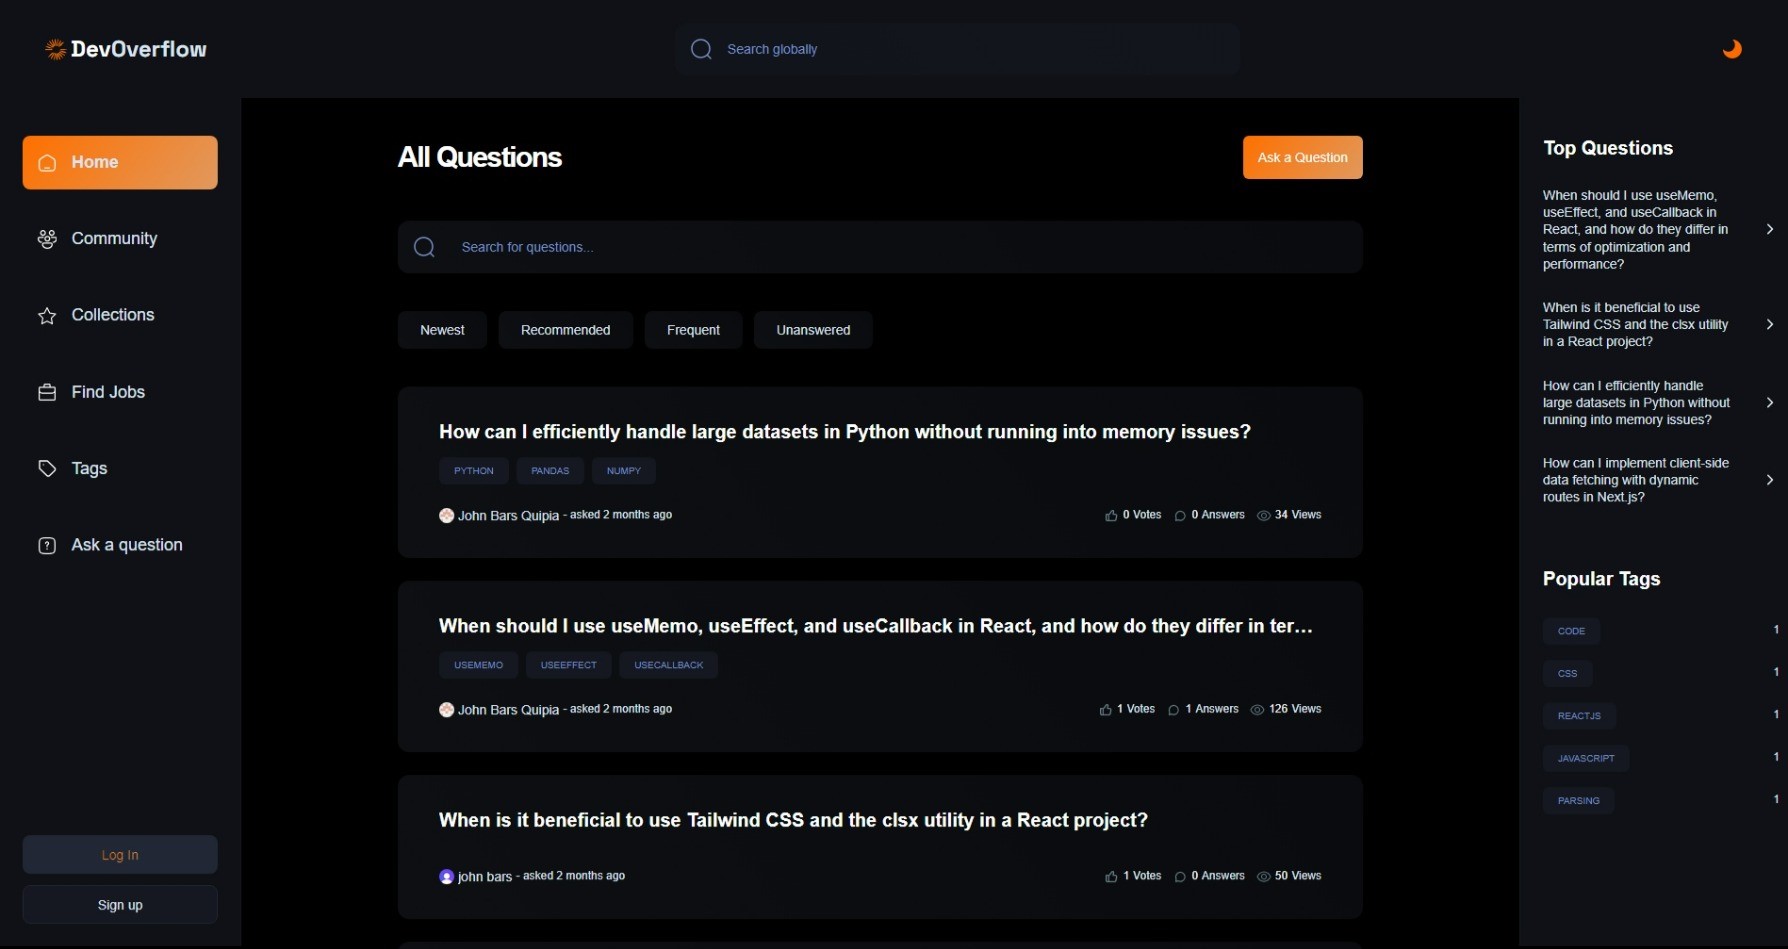 DevOverflow
Search globally
Home
Community
Collections
Find Jobs
Tags
Ask a question
Log In
Sign up
All Questions
Ask a Question
Search for questions...
Newest
Recommended
Frequent
Unanswered
How can I efficiently handle large datasets in Python without running into memory issues?
PYTHON
PANDAS
NUMPY
John Bars Quipia - asked 2 months ago
0 Votes
0 Answers
34 Views
When should I use useMemo, useEffect, and useCallback in React, and how do they differ in ter...
USEMEMO
USEEFFECT
USECALLBACK
John Bars Quipia - asked 2 months ago
1 Votes
1 Answers
126 Views
When is it beneficial to use Tailwind CSS and the clsx utility in a React project?
john bars - asked 2 months ago
1 Votes
0 Answers
50 Views
Top Questions
When should I use useMemo,
useEffect, and useCallback in
React, and how do they differ in
terms of optimization and
performance?
When is it beneficial to use
Tailwind CSS and the clsx utility
in a React project?
How can I efficiently handle
large datasets in Python without
running into memory issues?
How can I implement client-side
data fetching with dynamic
routes in Next.js?
Popular Tags
CODE 1
CSS 1
REACTJS 1
JAVASCRIPT 1
PARSING 1